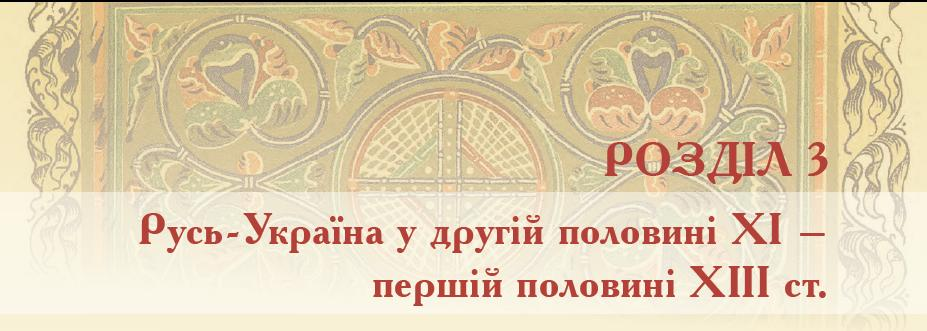 РОЗДІЛ 3
Русь-Україна у другій половині XI –
першій половині XIII ст.